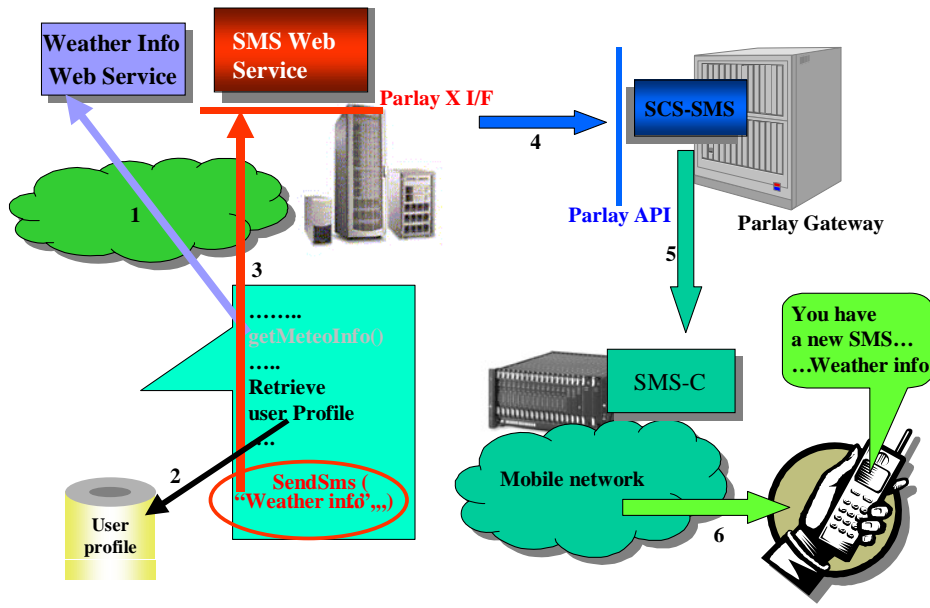 Weather Info
Web Service
SMS Web
Service
Parlay X I/F
4
SCS-SMS
Parlay API
Parlay Gateway
1
3
5
……..
getMeteoInfo()
…..
Retrieve
user Profile
….
SendSms (
“Weather info”,,,)
2
User
profile
You have
a new SMS…
…Weather info
SMS-C
Mobile network
6